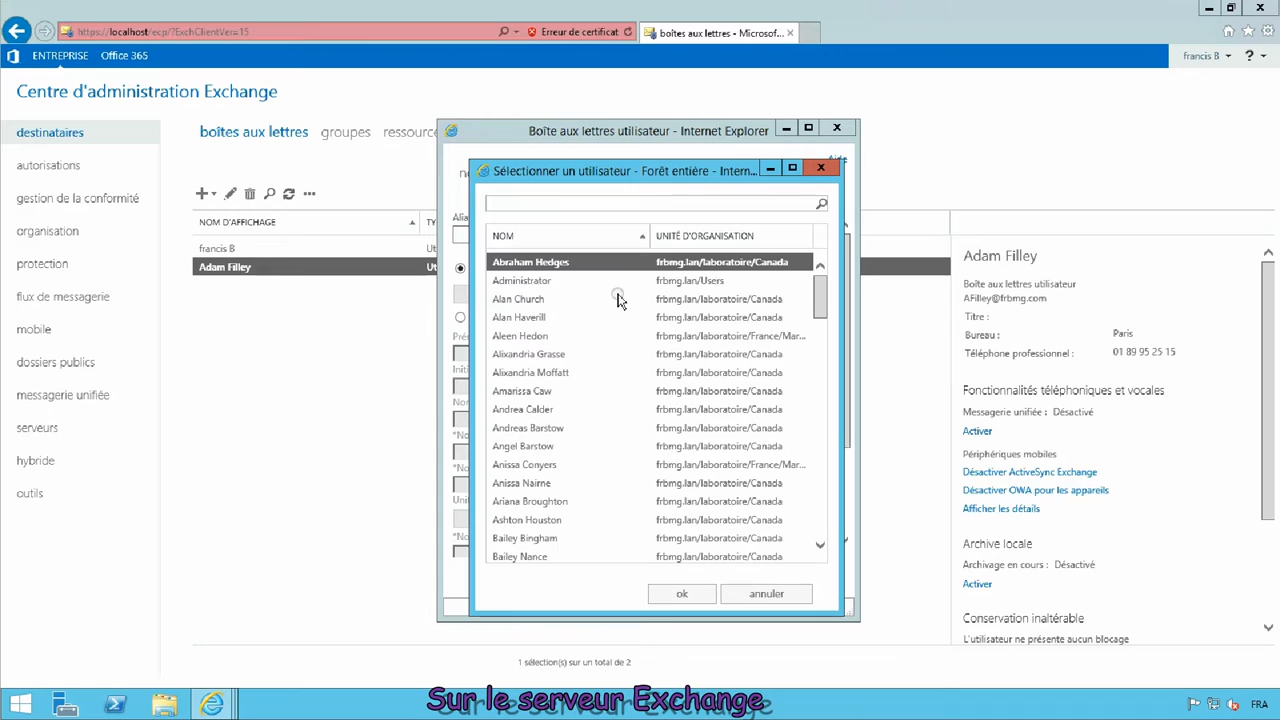 https://localhost/ecp/?ExchClientVer=15
Erreur de certificat
boîtes aux lettres - Microsof...
ENTREPRISE
Office 365
francis B
?
Centre d'administration Exchange
destinataires
autorisations
gestion de la conformité
organisation
protection
flux de messagerie
mobile
dossiers publics
messagerie unifiée
serveurs
hybride
outils
boîtes aux lettres
groupes
ressource
NOM D'AFFICHAGE
TY
francis B
Ut
Adam Filley
Ut
1 sélection(s) sur un total de 2
Boîte aux lettres utilisateur - Internet Explorer
Aide
Alia
Pré
Initi
Nor
*No
*No
Unit
*No
Sélectionner un utilisateur - Forêt entière - Intern...
NOM
UNITÉ D'ORGANISATION
Abraham Hedges
frbmg.lan/laboratoire/Canada
Administrator
frbmg.lan/Users
Alan Church
frbmg.lan/laboratoire/Canada
Alan Haverill
frbmg.lan/laboratoire/Canada
Aleen Hedon
frbmg.lan/laboratoire/France/Mar...
Alixandria Grasse
frbmg.lan/laboratoire/Canada
Alixandria Moffatt
frbmg.lan/laboratoire/Canada
Amarissa Caw
frbmg.lan/laboratoire/Canada
Andrea Calder
frbmg.lan/laboratoire/Canada
Andreas Barstow
frbmg.lan/laboratoire/Canada
Angel Barstow
frbmg.lan/laboratoire/Canada
Anissa Conyers
frbmg.lan/laboratoire/France/Mar...
Anissa Nairne
frbmg.lan/laboratoire/Canada
Ariana Broughton
frbmg.lan/laboratoire/Canada
Ashton Houston
frbmg.lan/laboratoire/Canada
Bailey Bingham
frbmg.lan/laboratoire/Canada
Bailey Nance
frbmg.lan/laboratoire/Canada
ok
annuler
Adam Filley
Boîte aux lettres utilisateur
AFilley@frbmg.com
Titre :
Bureau : Paris
Téléphone professionnel : 01 89 95 25 15
Fonctionnalités téléphoniques et vocales
Messagerie unifiée : Désactivé
Activer
Périphériques mobiles
Désactiver ActiveSync Exchange
Désactiver OWA pour les appareils
Afficher les détails
Archive locale
Archivage en cours : Désactivé
Activer
Conservation inaltérable
L'utilisateur ne présente aucun blocage
Sur le serveur Exchange
FRA